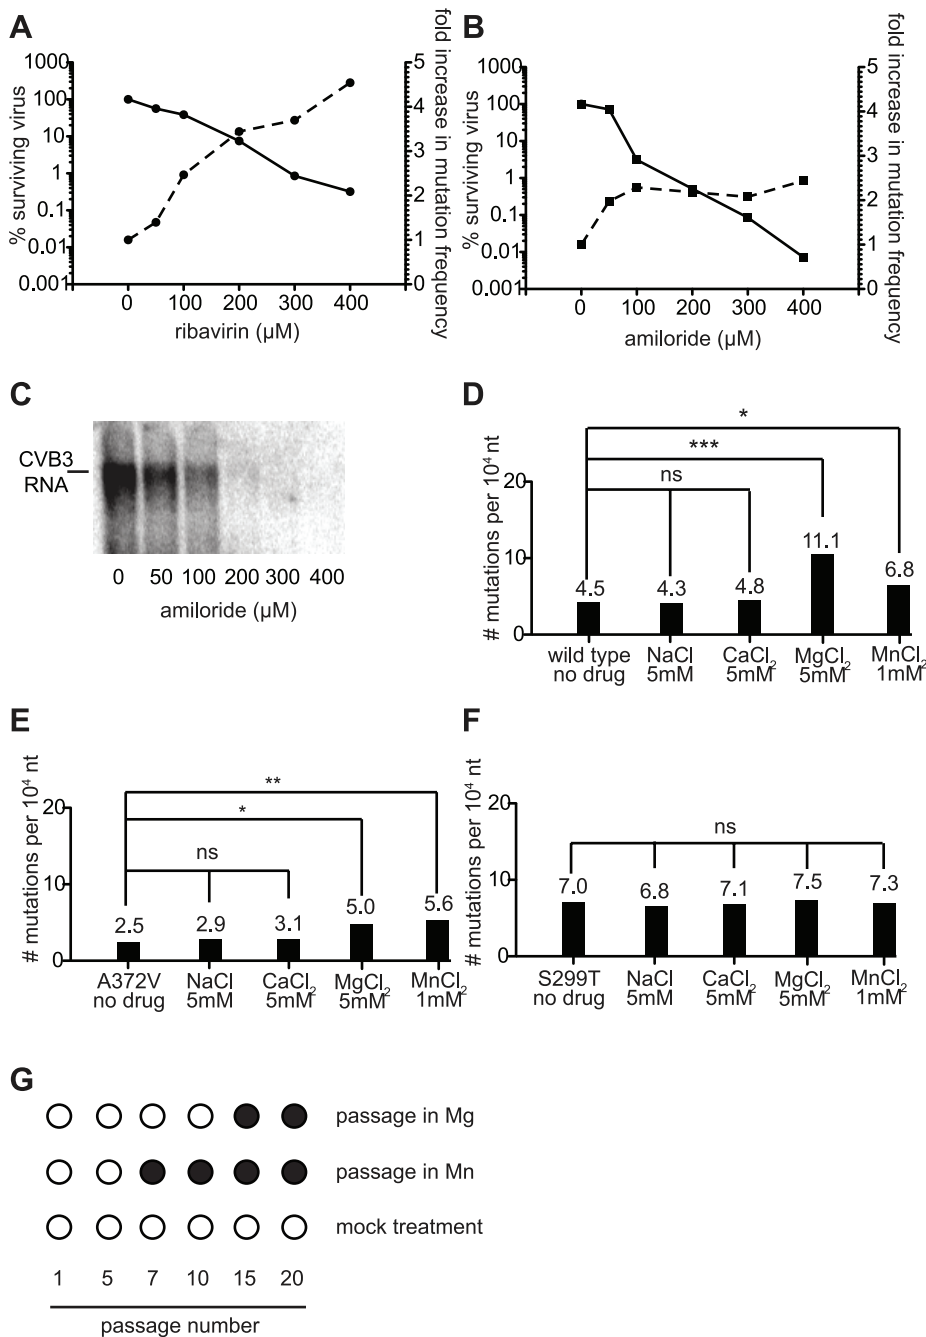 A
% surviving virus
1000
100
10
1
0.1
0.01
0.001
fold increase in mutation frequency
5
4
3
2
1
0
0 100 200 300 400
ribavirin (µM)
B
% surviving virus
1000
100
10
1
0.1
0.01
0.001
fold increase in mutation frequency
5
4
3
2
1
0
0 100 200 300 400
amiloride (µM)
C
CVB3
RNA
0 50 100 200 300 400
amiloride (µM)
D
# mutations per 10⁴ nt
20
10
0
*
***
ns
4.5 4.3 4.8 11.1 6.8
wild type NaCl CaCl₂ MgCl₂ MnCl₂
no drug 5mM 5mM 5mM 1mM
E
# mutations per 10⁴ nt
20
10
0
**
*
ns
2.5 2.9 3.1 5.0 5.6
A372V NaCl CaCl₂ MgCl₂ MnCl₂
no drug 5mM 5mM 5mM 1mM
F
# mutations per 10⁴ nt
20
10
0
ns
7.0 6.8 7.1 7.5 7.3
S299T NaCl CaCl₂ MgCl₂ MnCl₂
no drug 5mM 5mM 5mM 1mM
G
passage in Mg
passage in Mn
mock treatment
1 5 7 10 15 20
passage number